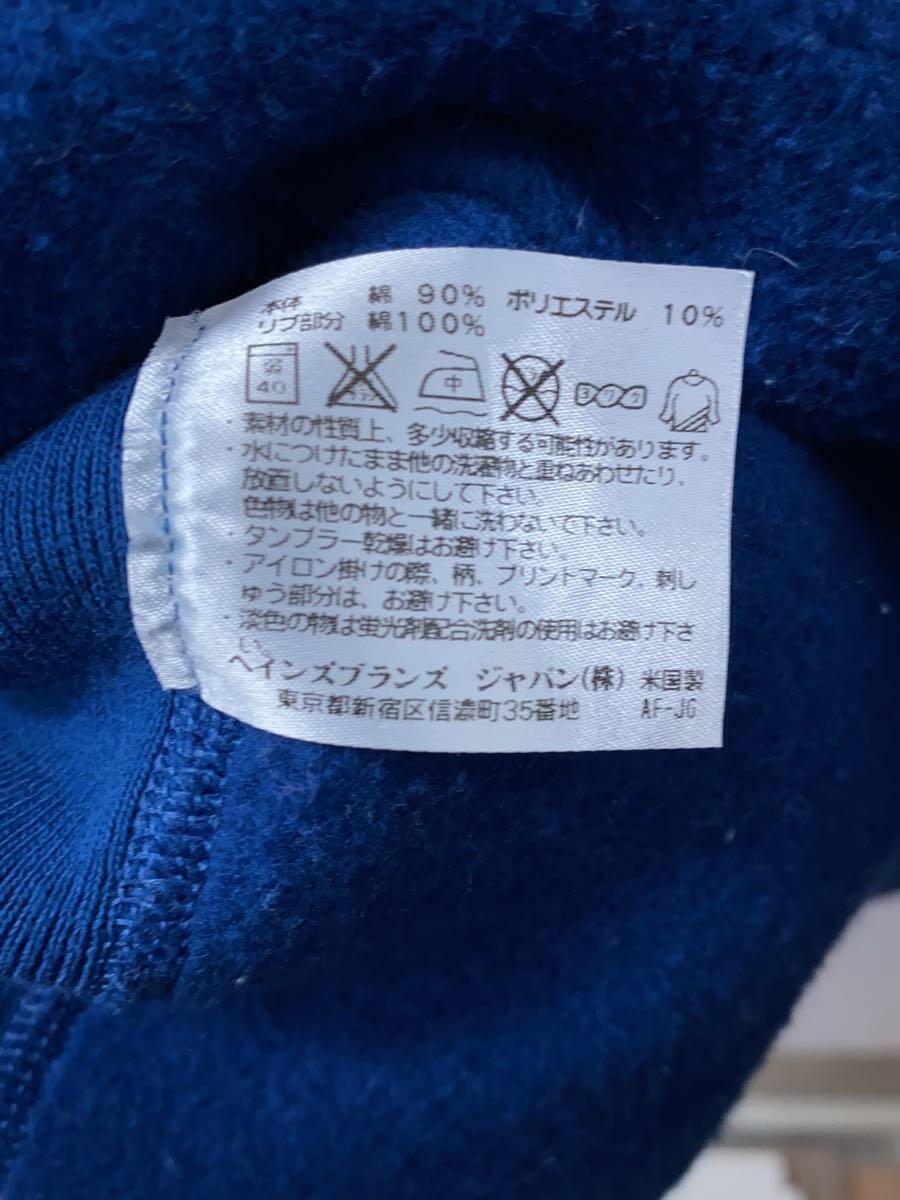 本体 綿 90% ポリエステル 10%
リブ部分 綿100%
弱 40 中 ヨワク
・素材の性質上、多少収縮する可能性があります。
・水につけたまま他の洗濯物と重ねあわせたり、
放置しないようにして下さい。
色物は他の物と一緒に洗わないで下さい。
・タンブラー乾燥はお避け下さい。
・アイロン掛けの際、柄、プリントマーク、刺し
ゅう部分は、お避け下さい。
・淡色の物は蛍光剤配合洗剤の使用はお避け下さ
い。
ヘインズブランズ ジャパン(株) 米国製
東京都新宿区信濃町35番地 AF-JG